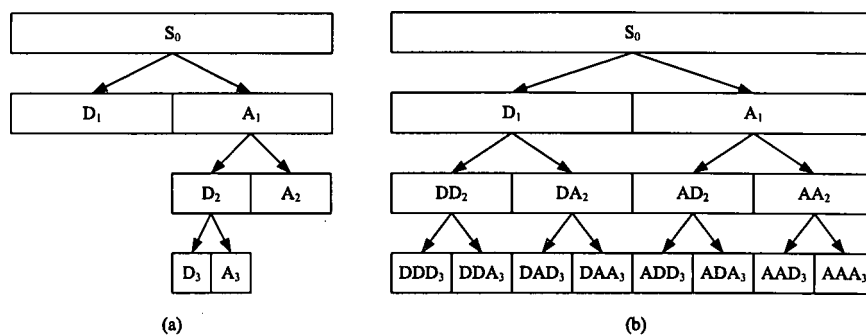 S₀ S₀
D₁ A₁ D₁ A₁
D₂ A₂ DD₂ DA₂ AD₂ AA₂
D₃ A₃ DDD₃ DDA₃ DAD₃ DAA₃ ADD₃ ADA₃ AAD₃ AAA₃
(a) (b)